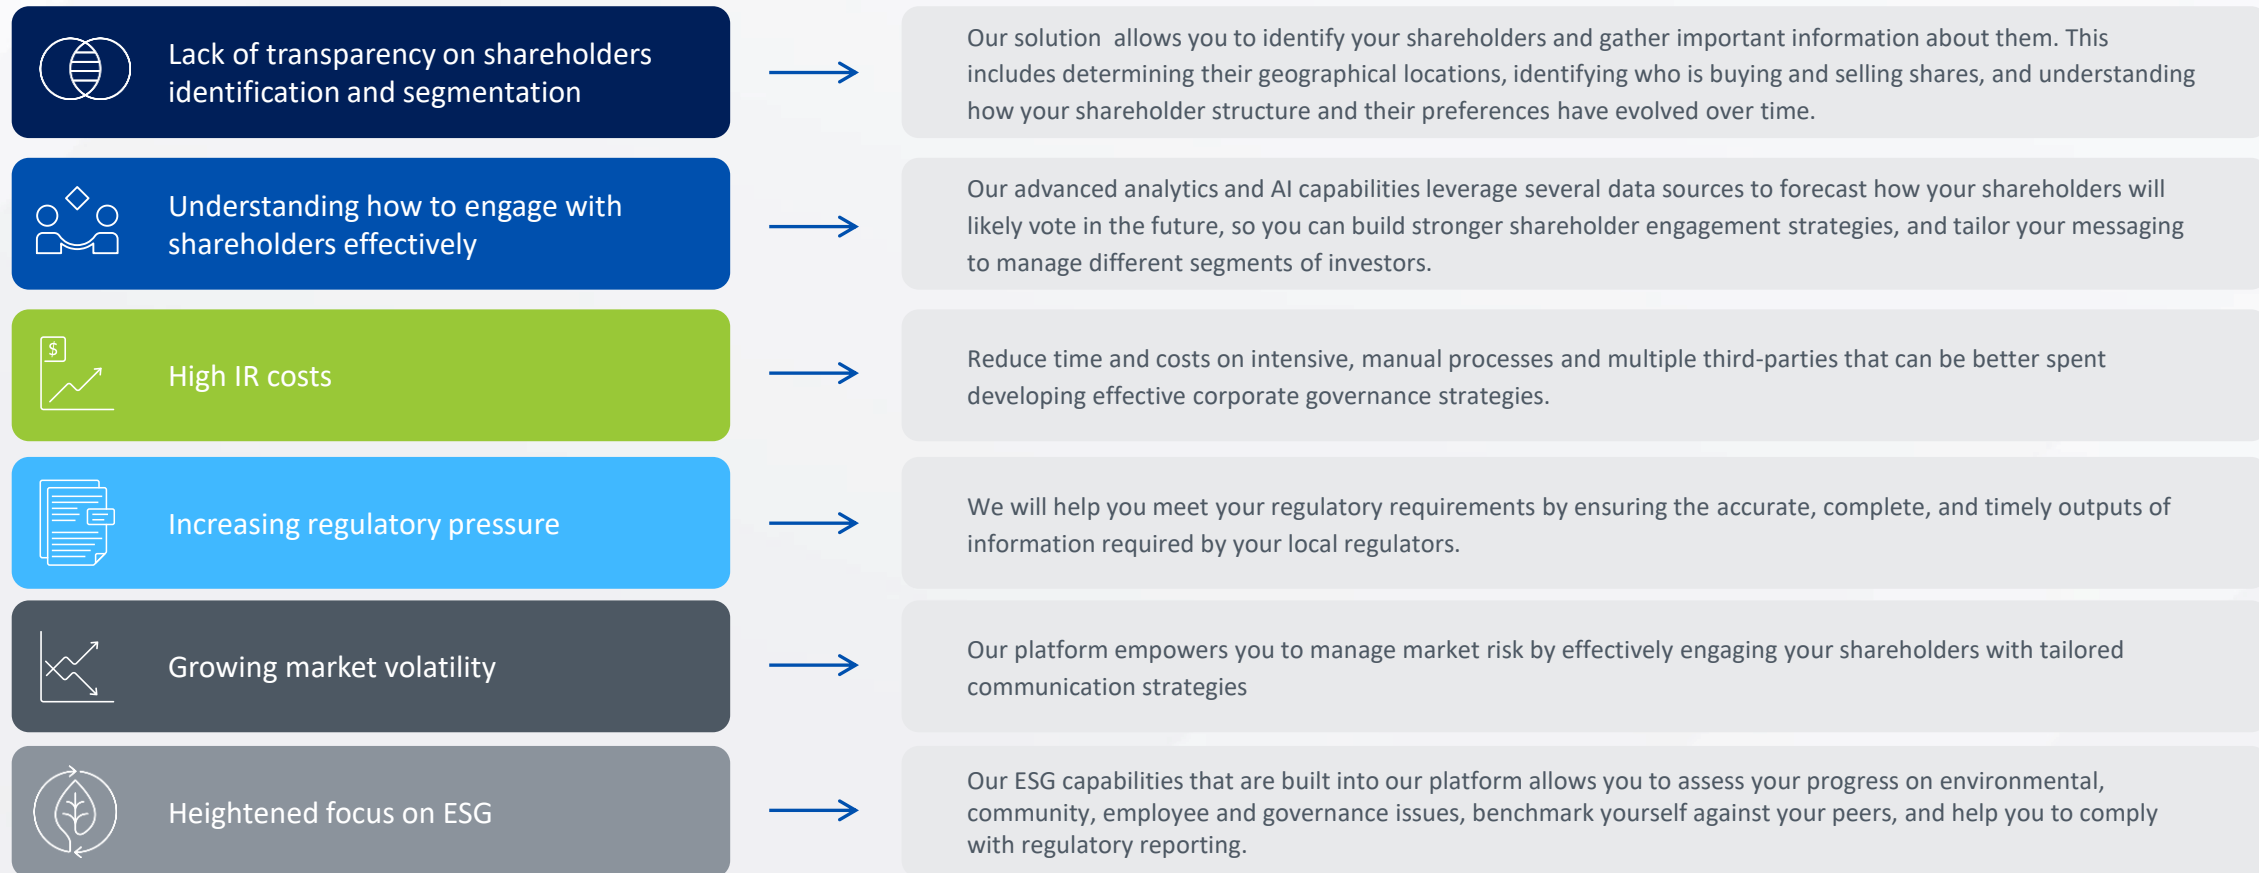 Lack of transparency on shareholders
identification and segmentation
Our solution  allows you to identify your shareholders and gather important information about them. This
includes determining their geographical locations, identifying who is buying and selling shares, and understanding
how your shareholder structure and their preferences have evolved over time.
Understanding how to engage with
shareholders effectively
Our advanced analytics and AI capabilities leverage several data sources to forecast how your shareholders will
likely vote in the future, so you can build stronger shareholder engagement strategies, and tailor your messaging
to manage different segments of investors.
$
High IR costs
Reduce time and costs on intensive, manual processes and multiple third-parties that can be better spent
developing effective corporate governance strategies.
Increasing regulatory pressure
We will help you meet your regulatory requirements by ensuring the accurate, complete, and timely outputs of
information required by your local regulators.
Growing market volatility
Our platform empowers you to manage market risk by effectively engaging your shareholders with tailored
communication strategies
Heightened focus on ESG
Our ESG capabilities that are built into our platform allows you to assess your progress on environmental,
community, employee and governance issues, benchmark yourself against your peers, and help you to comply
with regulatory reporting.